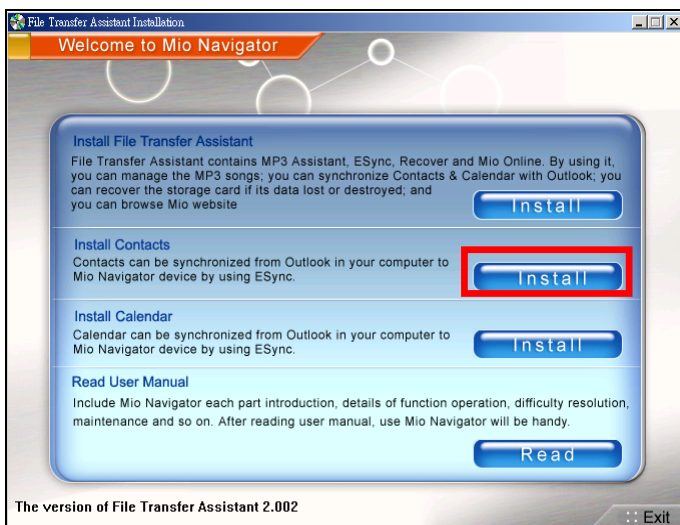 File Transfer Assistant Installation
Welcome to Mio Navigator
Install File Transfer Assistant
File Transfer Assistant contains MP3 Assistant, ESync, Recover and Mio Online. By using it,
you can manage the MP3 songs; you can synchronize Contacts & Calendar with Outlook; you
can recover the storage card if its data lost or destroyed; and
you can browse Mio website
Install
Install Contacts
Contacts can be synchronized from Outlook in your computer to
Mio Navigator device by using ESync.
Install
Install Calendar
Calendar can be synchronized from Outlook in your computer to
Mio Navigator device by using ESync.
Install
Read User Manual
Include Mio Navigator each part introduction, details of function operation, difficulty resolution,
maintenance and so on. After reading user manual, use Mio Navigator will be handy.
Read
The version of File Transfer Assistant 2.002
:: Exit